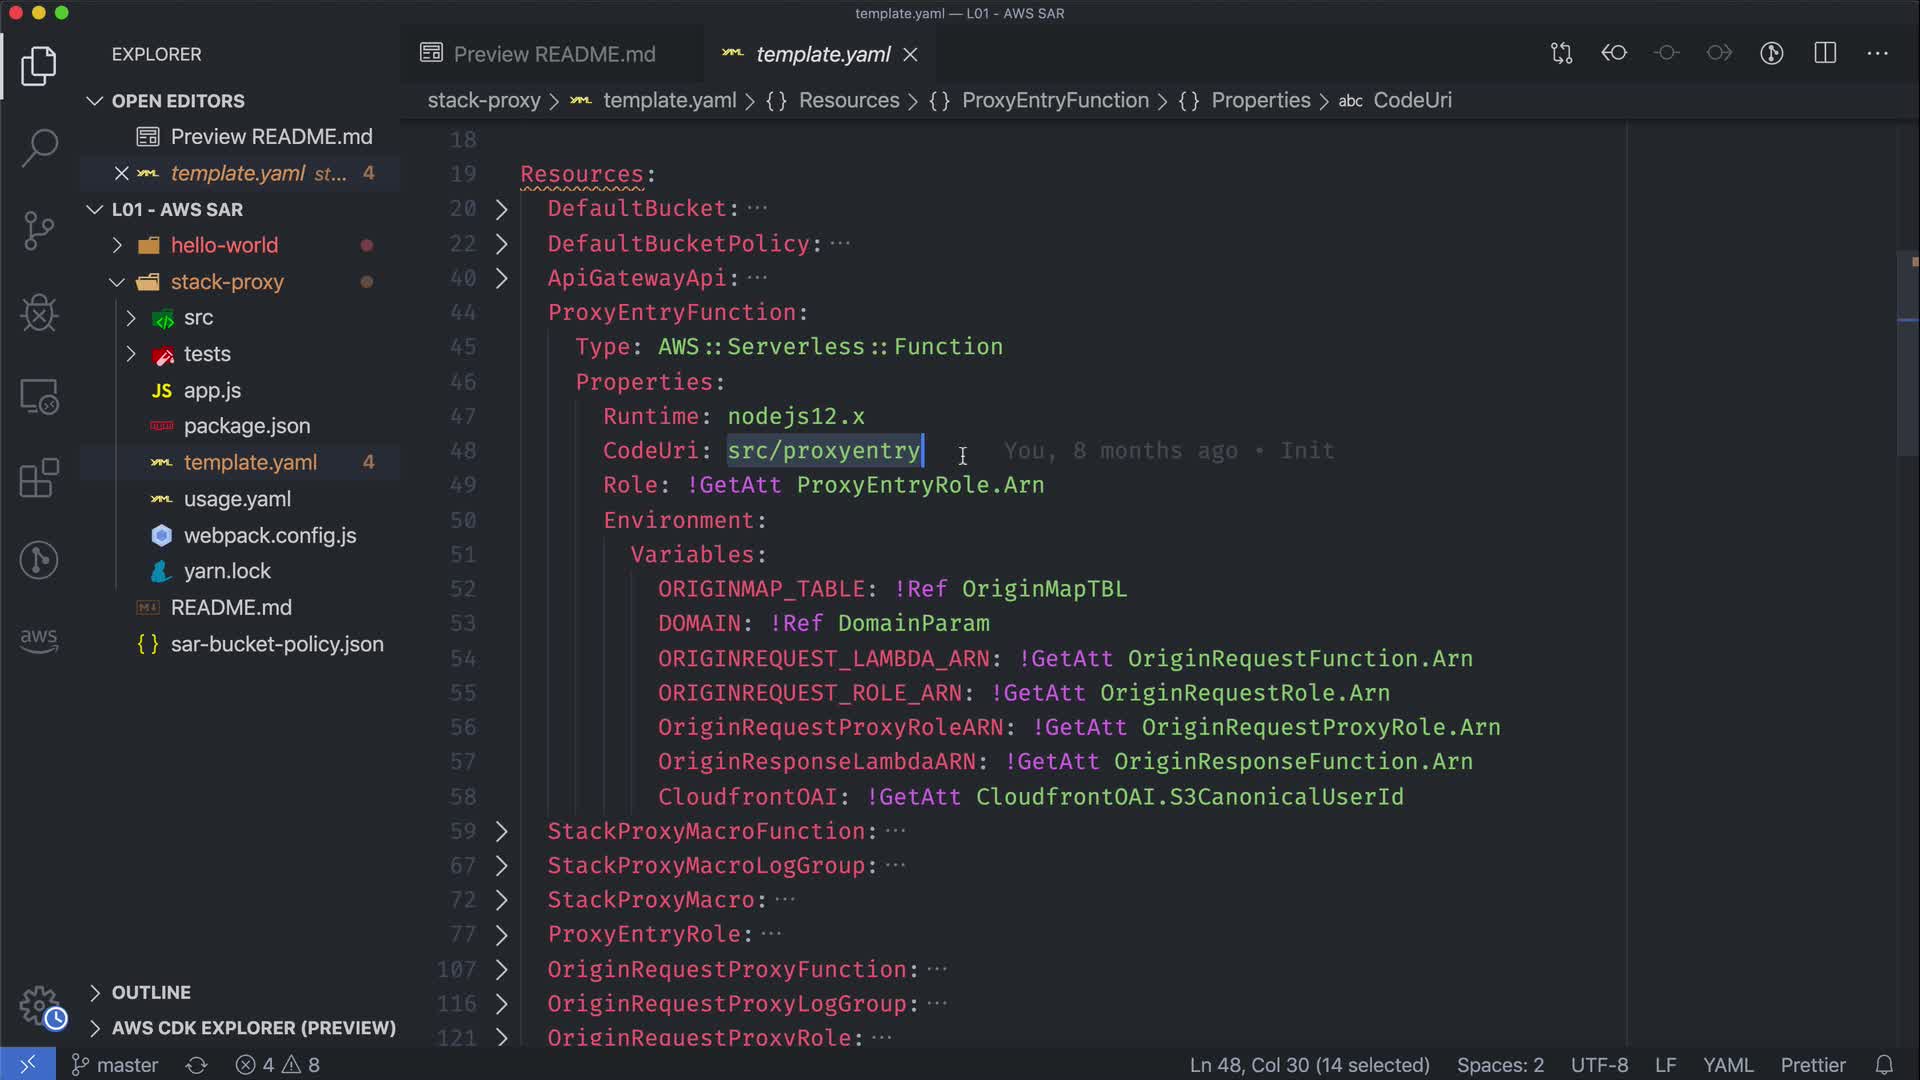 template.yaml — L01 - AWS SAR
EXPLORER
Preview README.md
template.yaml
OPEN EDITORS
stack-proxy > template.yaml > {} Resources > {} ProxyEntryFunction > {} Properties > abc CodeUri
Preview README.md
template.yaml st... 4
L01 - AWS SAR
hello-world
stack-proxy
src
tests
JS app.js
package.json
template.yaml 4
usage.yaml
webpack.config.js
yarn.lock
README.md
{ } sar-bucket-policy.json
aws
OUTLINE
AWS CDK EXPLORER (PREVIEW)
18
19 Resources:
20 DefaultBucket: ...
22 DefaultBucketPolicy: ...
40 ApiGatewayApi: ...
44 ProxyEntryFunction:
45 Type: AWS::Serverless::Function
46 Properties:
47 Runtime: nodejs12.x
48 CodeUri: src/proxyentry You, 8 months ago • Init
49 Role: !GetAtt ProxyEntryRole.Arn
50 Environment:
51 Variables:
52 ORIGINMAP_TABLE: !Ref OriginMapTBL
53 DOMAIN: !Ref DomainParam
54 ORIGINREQUEST_LAMBDA_ARN: !GetAtt OriginRequestFunction.Arn
55 ORIGINREQUEST_ROLE_ARN: !GetAtt OriginRequestRole.Arn
56 OriginRequestProxyRoleARN: !GetAtt OriginRequestProxyRole.Arn
57 OriginResponseLambdaARN: !GetAtt OriginResponseFunction.Arn
58 CloudfrontOAI: !GetAtt CloudfrontOAI.S3CanonicalUserId
59 StackProxyMacroFunction: ...
67 StackProxyMacroLogGroup: ...
72 StackProxyMacro: ...
77 ProxyEntryRole: ...
107 OriginRequestProxyFunction: ...
116 OriginRequestProxyLogGroup: ...
121 OriginRequestProxyRole: ...
master 4 8 Ln 48, Col 30 (14 selected) Spaces: 2 UTF-8 LF YAML Prettier